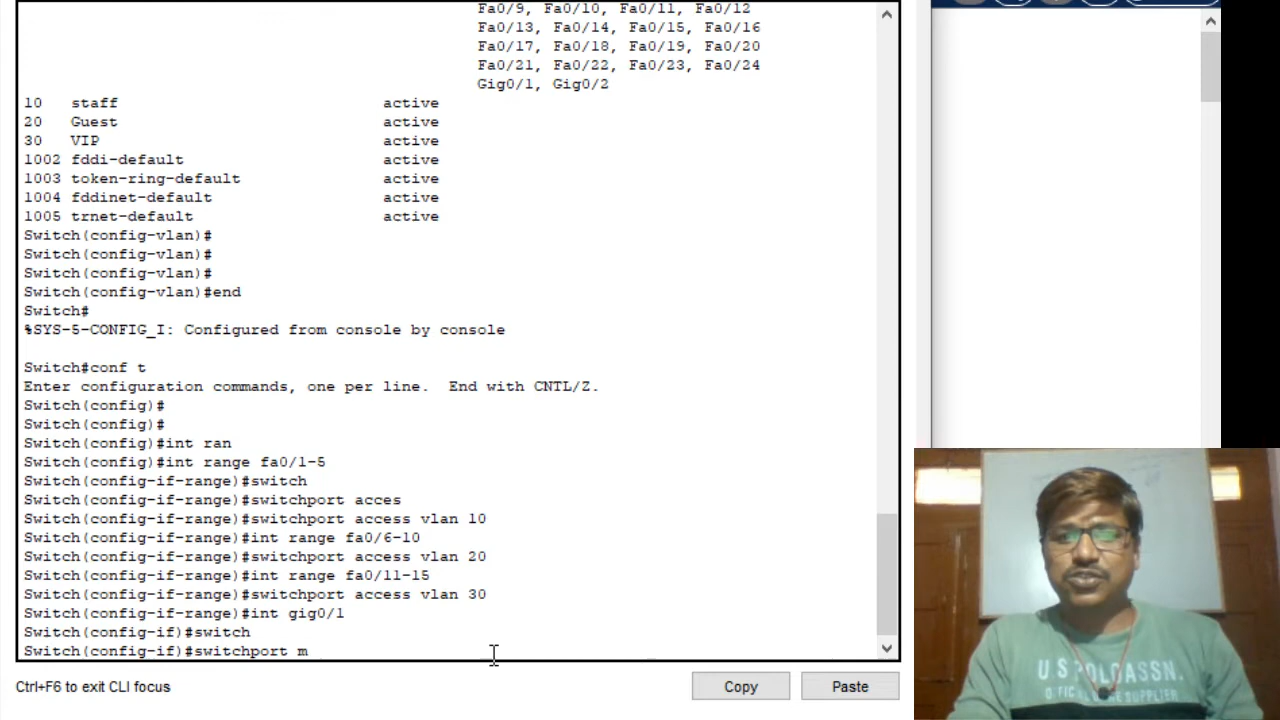 Fa0/9, Fa0/10, Fa0/11, Fa0/12
Fa0/13, Fa0/14, Fa0/15, Fa0/16
Fa0/17, Fa0/18, Fa0/19, Fa0/20
Fa0/21, Fa0/22, Fa0/23, Fa0/24
Gig0/1, Gig0/2
10 staff active
20 Guest active
30 VIP active
1002 fddi-default active
1003 token-ring-default active
1004 fddinet-default active
1005 trnet-default active
Switch(config-vlan)#
Switch(config-vlan)#
Switch(config-vlan)#
Switch(config-vlan)#end
Switch#
%SYS-5-CONFIG_I: Configured from console by console
Switch#conf t
Enter configuration commands, one per line. End with CNTL/Z.
Switch(config)#
Switch(config)#
Switch(config)#int ran
Switch(config)#int range fa0/1-5
Switch(config-if-range)#switch
Switch(config-if-range)#switchport acces
Switch(config-if-range)#switchport access vlan 10
Switch(config-if-range)#int range fa0/6-10
Switch(config-if-range)#switchport access vlan 20
Switch(config-if-range)#int range fa0/11-15
Switch(config-if-range)#switchport access vlan 30
Switch(config-if-range)#int gig0/1
Switch(config-if)#switch
Switch(config-if)#switchport m
Ctrl+F6 to exit CLI focus
Copy
Paste
U.S POLO ASSN.